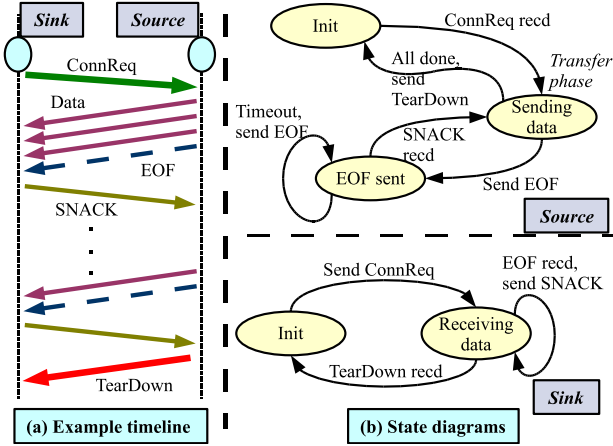 Sink
Source
ConnReq
Data
EOF
SNACK
TearDown
(a) Example timeline
Init
ConnReq recd
All done,
send
TearDown
Transfer
phase
Sending
data
Timeout,
send EOF
SNACK
recd
EOF sent
Send EOF
Source
Send ConnReq
EOF recd,
send SNACK
Init
Receiving
data
TearDown recd
Sink
(b) State diagrams